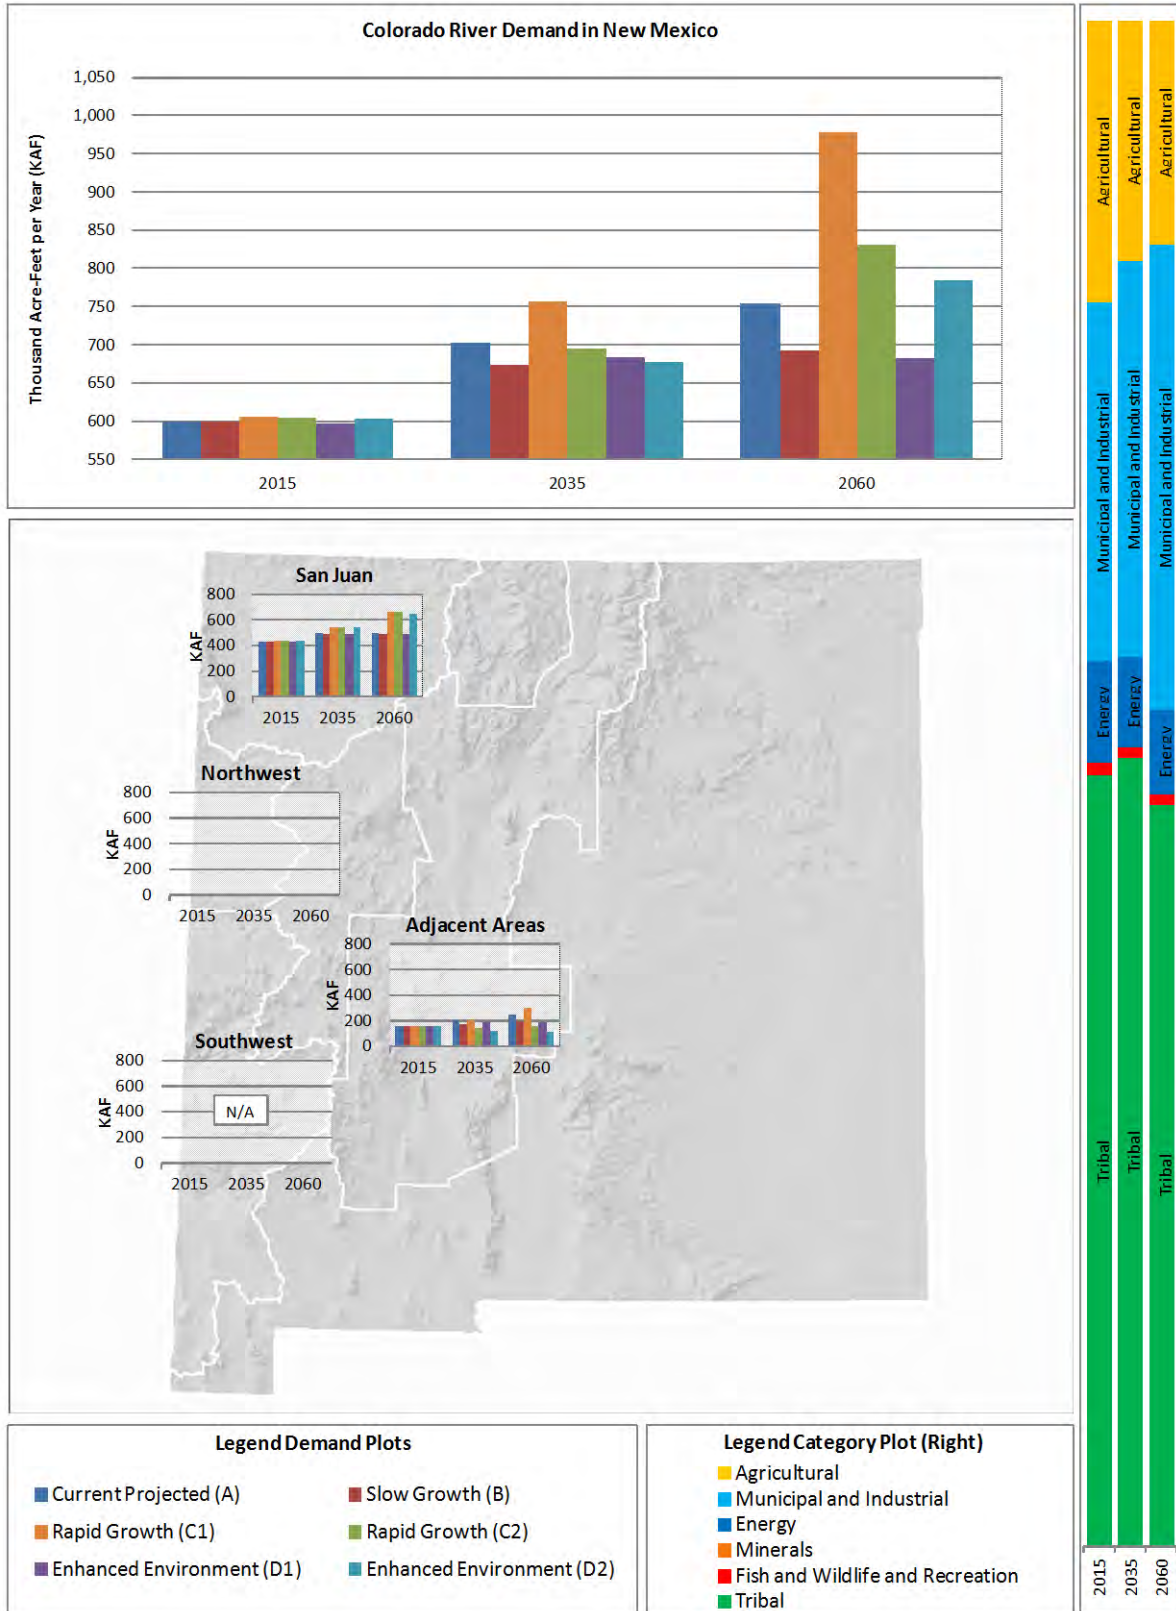 Colorado River Demand in New Mexico
Thousand Acre-Feet per Year (KAF)
1,050
1,000
950
900
850
800
750
700
650
600
550
2015 2035 2060
San Juan
KAF
800
600
400
200
0
2015 2035 2060
Northwest
KAF
800
600
400
200
0
2015 2035 2060
Adjacent Areas
KAF
800
600
400
200
0
2015 2035 2060
Southwest
KAF
800
600
400
200
0
N/A
2015 2035 2060
Legend Demand Plots
Current Projected (A)
Slow Growth (B)
Rapid Growth (C1)
Rapid Growth (C2)
Enhanced Environment (D1)
Enhanced Environment (D2)
Legend Category Plot (Right)
Agricultural
Municipal and Industrial
Energy
Minerals
Fish and Wildlife and Recreation
Tribal
Agricultural
Municipal and Industrial
Energy
Tribal
2015
Agricultural
Municipal and Industrial
Energy
Tribal
2035
Agricultural
Municipal and Industrial
Energy
Tribal
2060